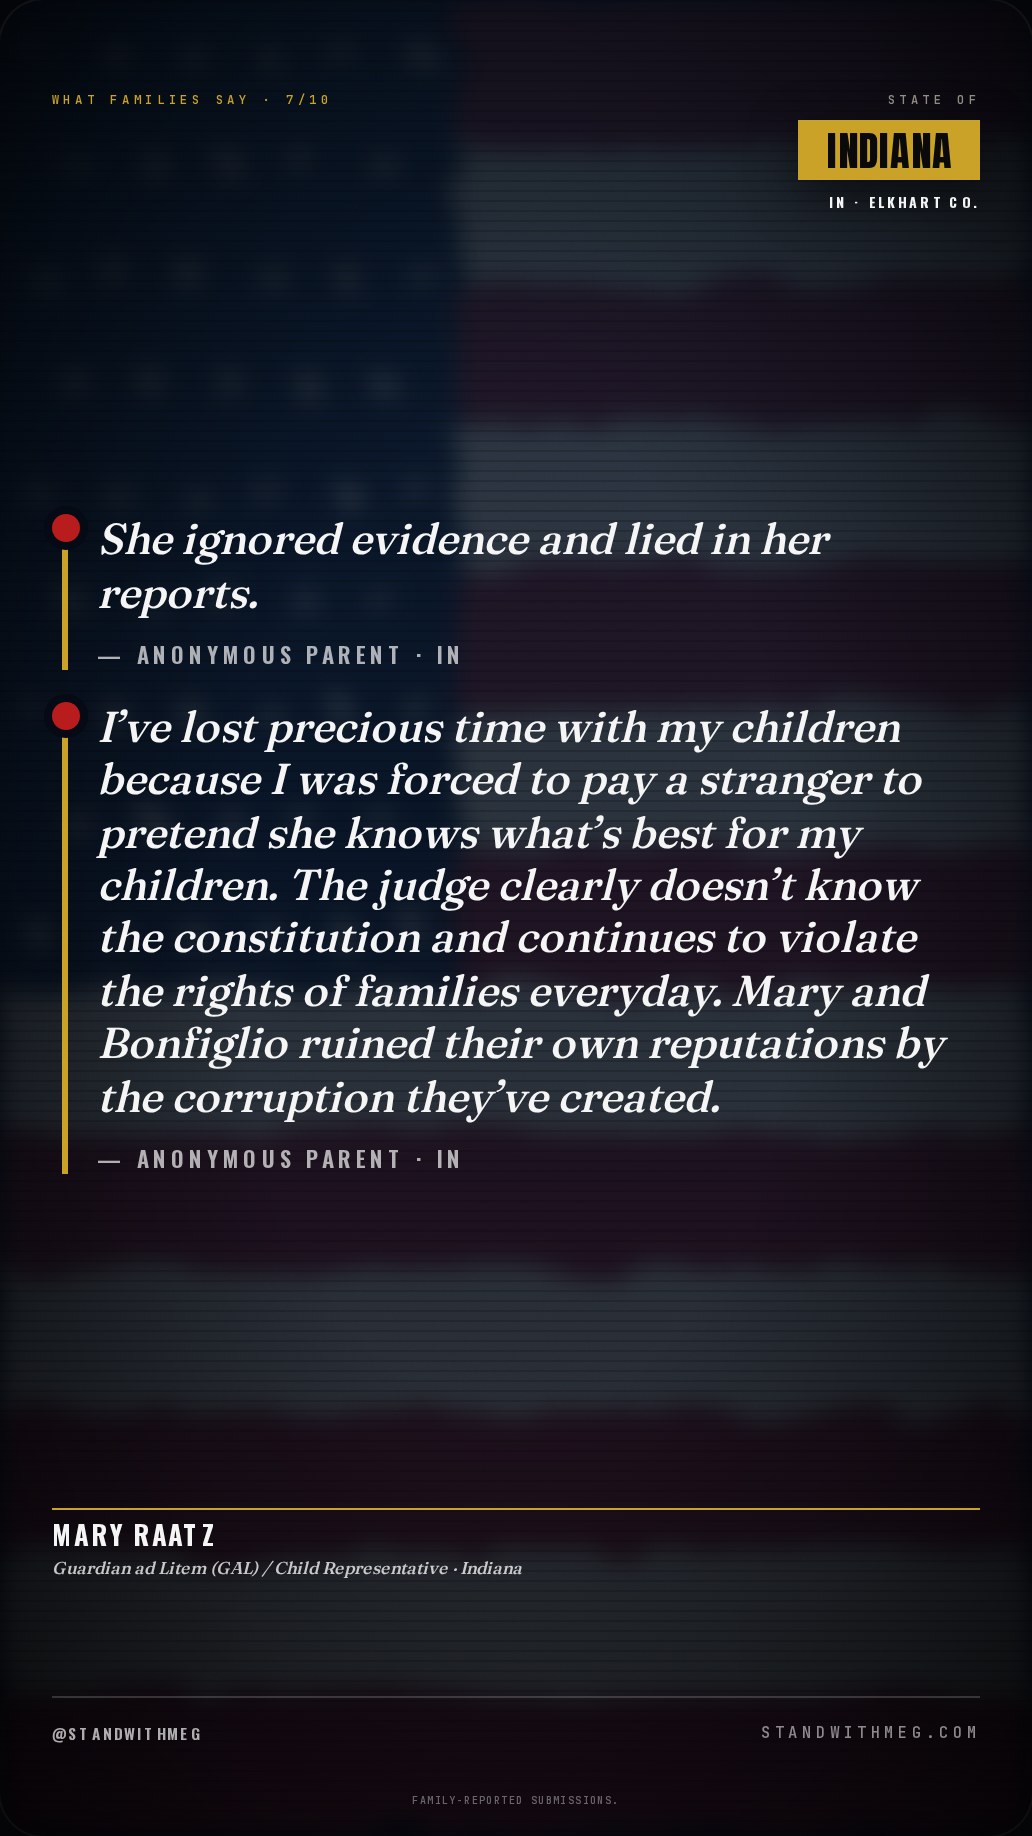 WHAT FAMILIES SAY · 7/10
STATE OF
INDIANA
IN · ELKHART CO.
She ignored evidence and lied in her
reports.
— ANONYMOUS PARENT · IN
I’ve lost precious time with my children
because I was forced to pay a stranger to
pretend she knows what’s best for my
children. The judge clearly doesn’t know
the constitution and continues to violate
the rights of families everyday. Mary and
Bonfiglio ruined their own reputations by
the corruption they’ve created.
— ANONYMOUS PARENT · IN
MARY RAATZ
Guardian ad Litem (GAL) / Child Representative · Indiana
@STANDWITHMEG
STANDWITHMEG.COM
FAMILY-REPORTED SUBMISSIONS.